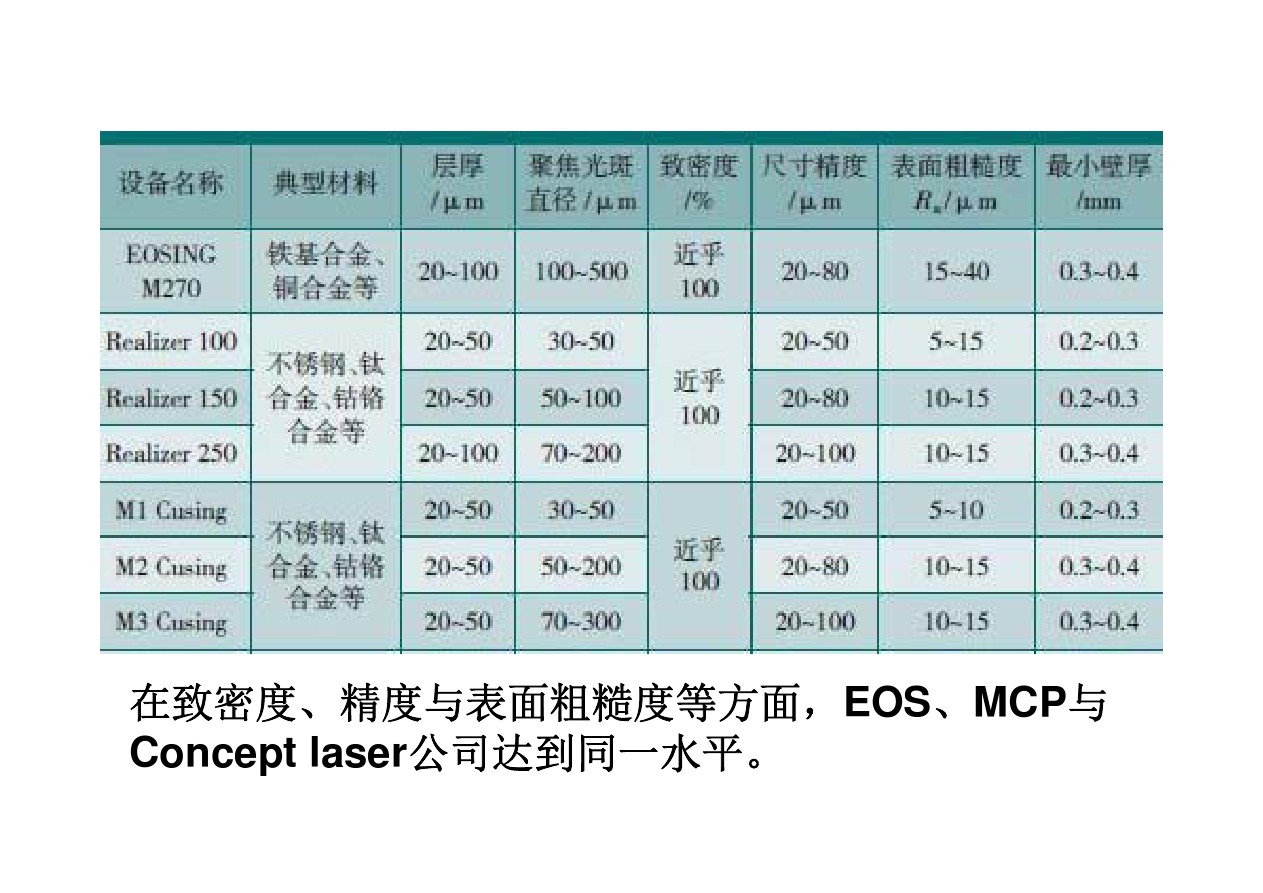 设备名称 典型材料 层厚/μm 聚焦光斑直径/μm 致密度/% 尺寸精度/μm 表面粗糙度Ra/μm 最小壁厚/mm
EOSING M270 铁基合金、铜合金等 20~100 100~500 近乎100 20~80 15~40 0.3~0.4
Realizer 100 不锈钢、钛合金、钴铬合金等 20~50 30~50 近乎100 20~50 5~15 0.2~0.3
Realizer 150 20~50 50~100 20~80 10~15 0.2~0.3
Realizer 250 20~100 70~200 20~100 10~15 0.3~0.4
M1 Cusing 不锈钢、钛合金、钴铬合金等 20~50 30~50 近乎100 20~50 5~10 0.2~0.3
M2 Cusing 20~50 50~200 20~80 10~15 0.3~0.4
M3 Cusing 20~50 70~300 20~100 10~15 0.3~0.4
在致密度、精度与表面粗糙度等方面，EOS、MCP与
Concept laser公司达到同一水平。